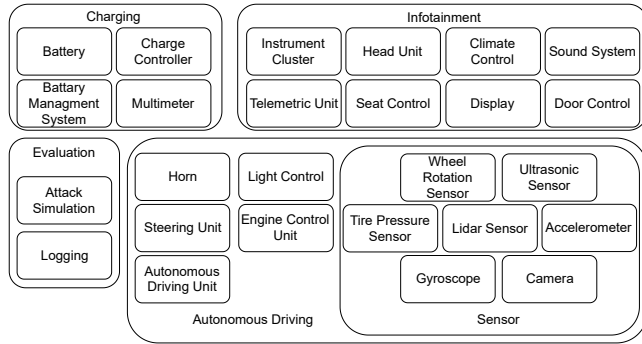 Charging
Battery
Charge
Controller
Battary
Managment
System
Multimeter
Infotainment
Instrument
Cluster
Head Unit
Climate
Control
Sound System
Telemetric Unit
Seat Control
Display
Door Control
Evaluation
Attack
Simulation
Logging
Horn
Light Control
Steering Unit
Engine Control
Unit
Autonomous
Driving Unit
Autonomous Driving
Wheel
Rotation
Sensor
Ultrasonic
Sensor
Tire Pressure
Sensor
Lidar Sensor
Accelerometer
Gyroscope
Camera
Sensor